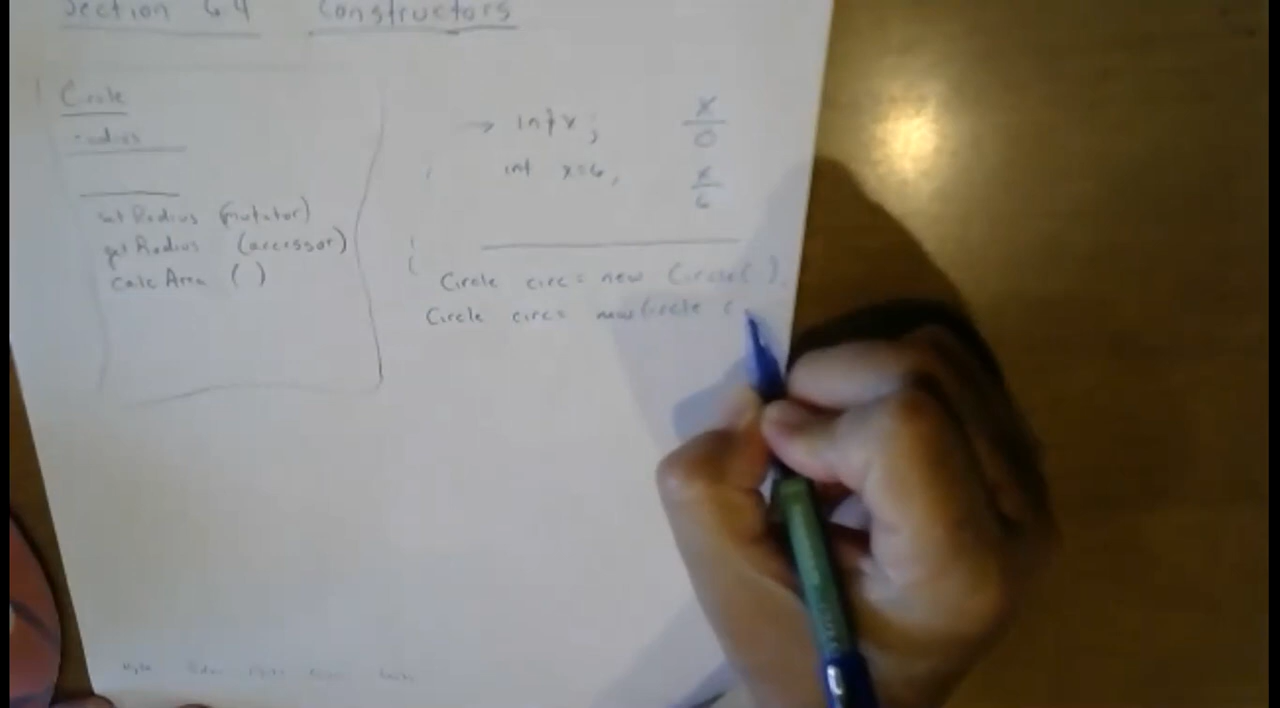 Section 6.4 Constructors
Circle
radius
setRadius (mutator)
getRadius (accessor)
calcArea ( )
→ int x;
x
0
int x=6,
x
6
Circle circ= new Circle( ).
Circle circ= new Circle (